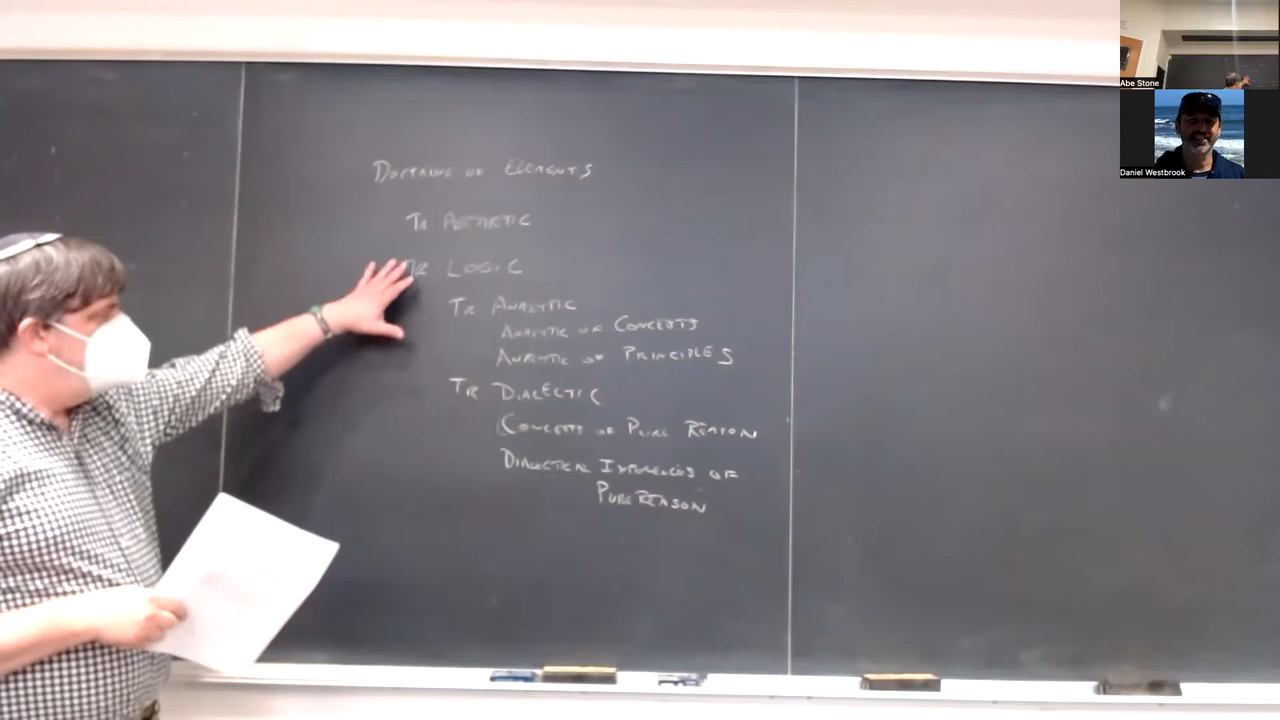 DOCTRINE OF ELEMENTS
TR AESTHETIC
TR LOGIC
TR ANALYTIC
ANALYTIC OF CONCEPTS
ANALYTIC OF PRINCIPLES
TR DIALECTIC
CONCEPTS OF PURE REASON
DIALECTICAL INFERENCES OF
PURE REASON
Abe Stone
Daniel Westbrook